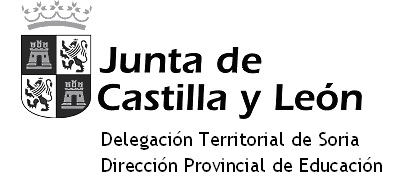 Junta de
Castilla y León
Delegación Territorial de Soria
Dirección Provincial de Educación